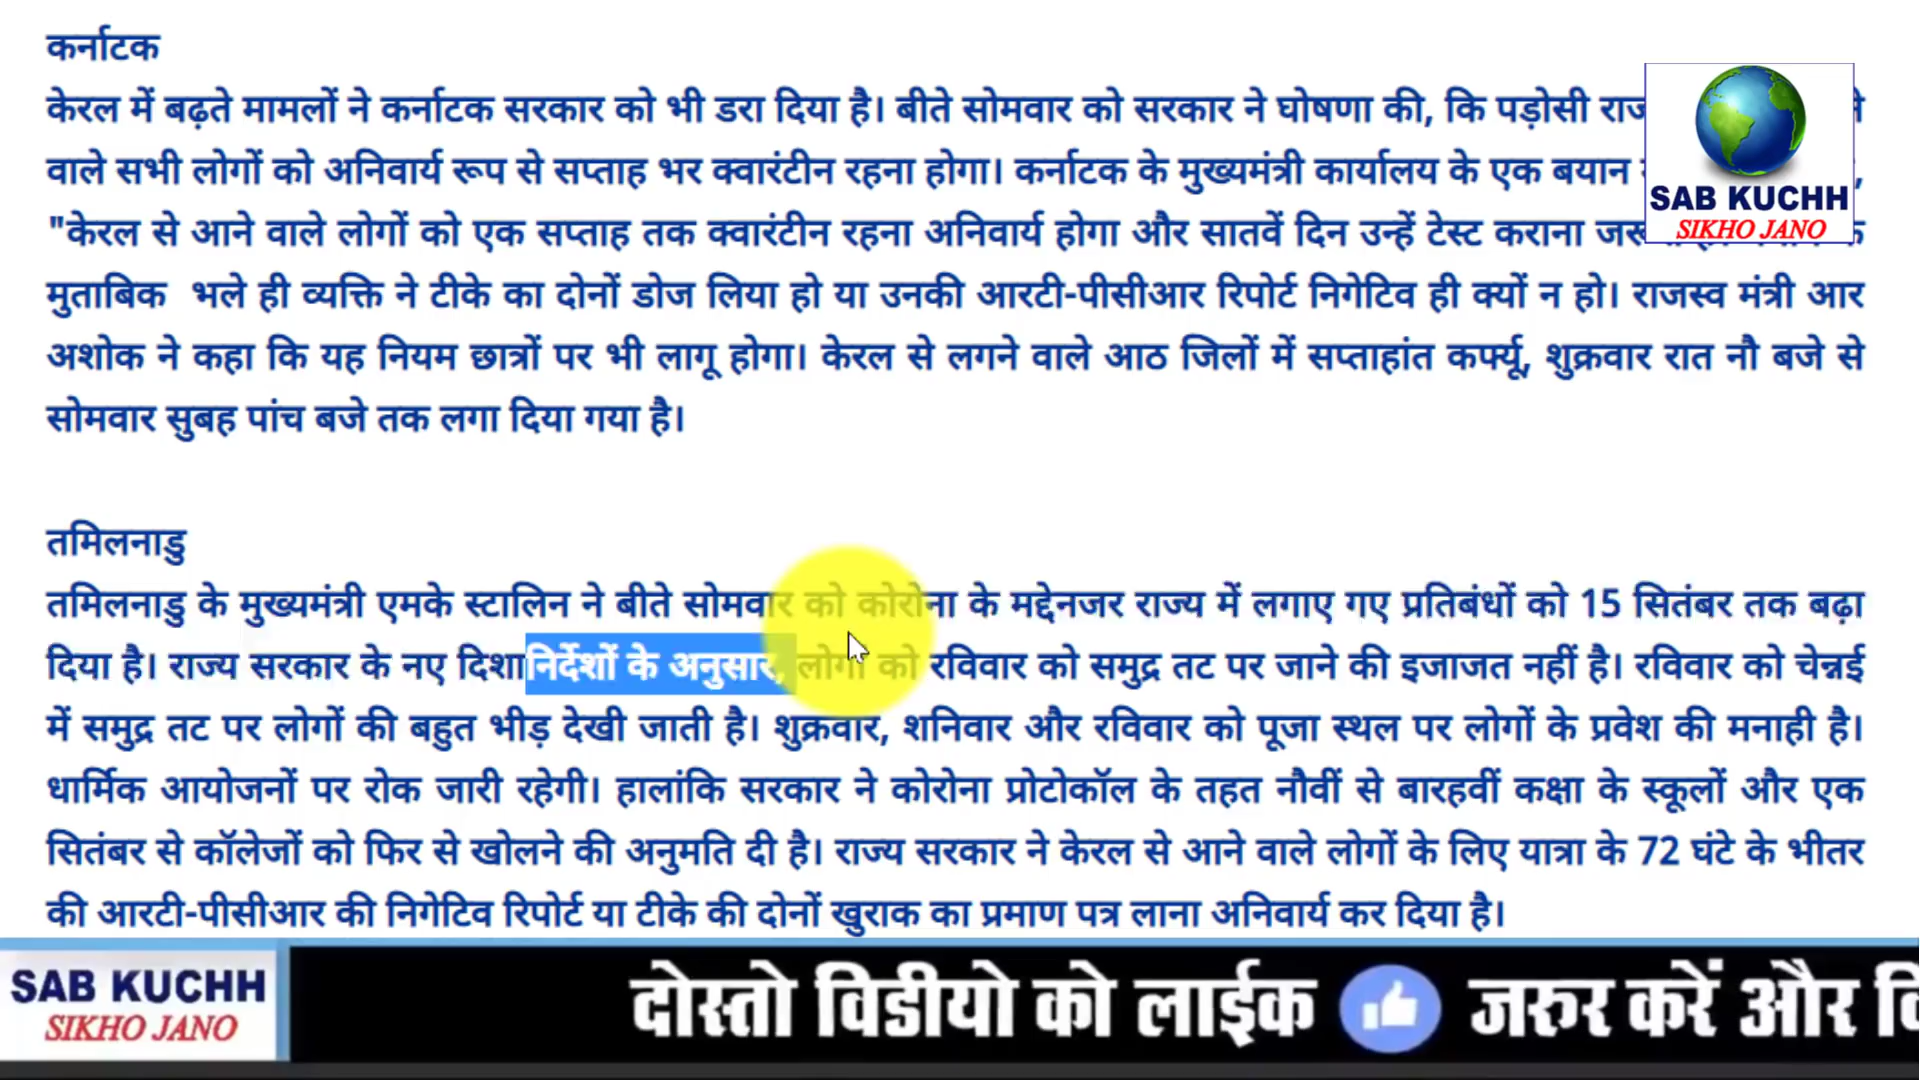 कर्नाटक
केरल में बढ़ते मामलों ने कर्नाटक सरकार को भी डरा दिया है। बीते सोमवार को सरकार ने घोषणा की, कि पड़ोसी
वाले सभी लोगों को अनिवार्य रूप से सप्ताह भर क्वारंटीन रहना होगा। कर्नाटक के मुख्यमंत्री कार्यालय के एक बयान
"केरल से आने वाले लोगों को एक सप्ताह तक क्वारंटीन रहना अनिवार्य होगा और सातवें दिन उन्हें टेस्ट कराना
मुताबिक भले ही व्यक्ति ने टीके का दोनों डोज लिया हो या उनकी आरटी-पीसीआर रिपोर्ट निगेटिव ही क्यों न हो। राजस्व मंत्री आर
अशोक ने कहा कि यह नियम छात्रों पर भी लागू होगा। केरल से लगने वाले आठ जिलों में सप्ताहांत कर्फ्यू, शुक्रवार रात नौ बजे से
सोमवार सुबह पांच बजे तक लगा दिया गया है।
SAB KUCHH
SIKHO JANO
तमिलनाडु
तमिलनाडु के मुख्यमंत्री एमके स्टालिन ने बीते सोमवार को कोरोना के मद्देनजर राज्य में लगाए गए प्रतिबंधों को 15 सितंबर तक बढ़ा
दिया है। राज्य सरकार के नए दिशानिर्देशों के अनुसार, लोगों को रविवार को समुद्र तट पर जाने की इजाजत नहीं है। रविवार को चेन्नई
में समुद्र तट पर लोगों की बहुत भीड़ देखी जाती है। शुक्रवार, शनिवार और रविवार को पूजा स्थल पर लोगों के प्रवेश की मनाही है।
धार्मिक आयोजनों पर रोक जारी रहेगी। हालांकि सरकार ने कोरोना प्रोटोकॉल के तहत नौवीं से बारहवीं कक्षा के स्कूलों और एक
सितंबर से कॉलेजों को फिर से खोलने की अनुमति दी है। राज्य सरकार ने केरल से आने वाले लोगों के लिए यात्रा के 72 घंटे के भीतर
की आरटी-पीसीआर की निगेटिव रिपोर्ट या टीके की दोनों खुराक का प्रमाण पत्र लाना अनिवार्य कर दिया है।
SAB KUCHH
SIKHO JANO
दोस्तो विडीयो को लाईक जरुर करें और